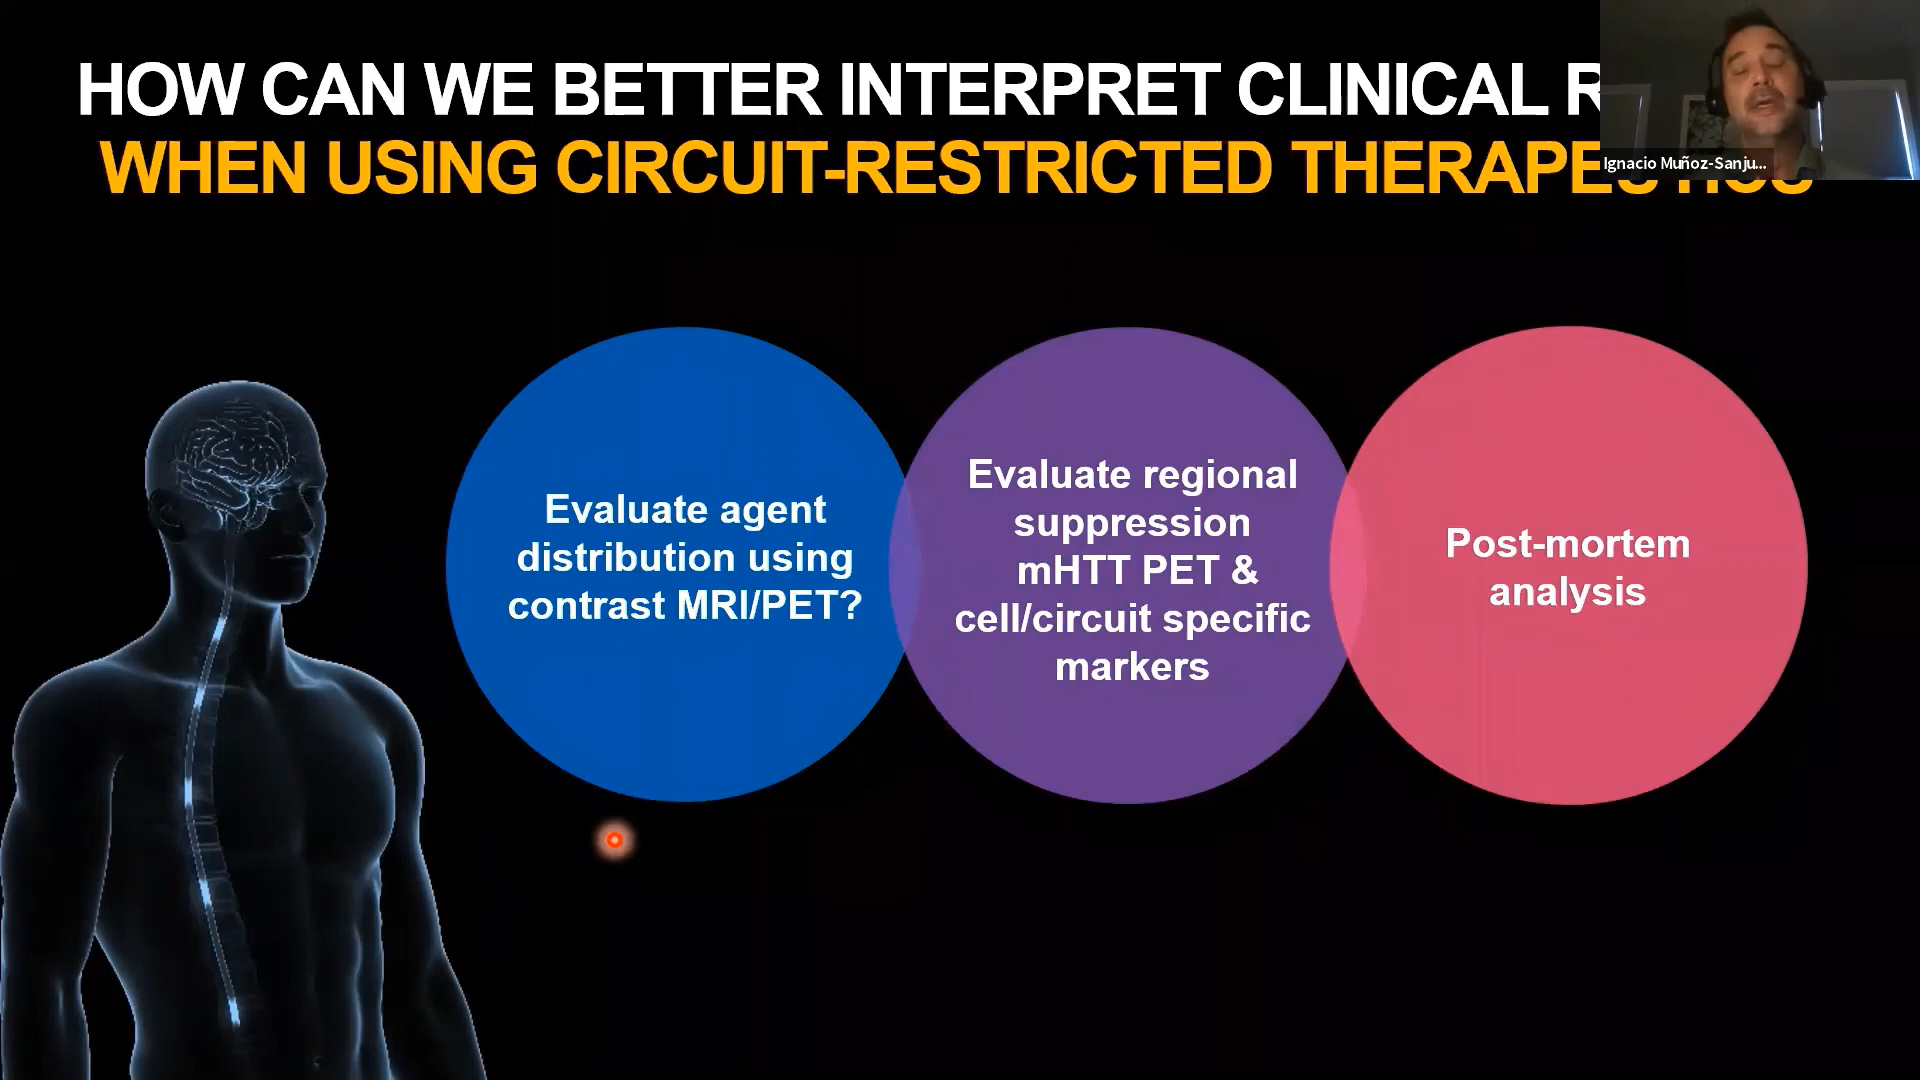 HOW CAN WE BETTER INTERPRET CLINICAL
WHEN USING CIRCUIT-RESTRICTED
Ignacio Muñoz-Sanju...
Evaluate agent
distribution using
contrast MRI/PET?
Evaluate regional
suppression
mHTT PET &
cell/circuit specific
markers
Post-mortem
analysis